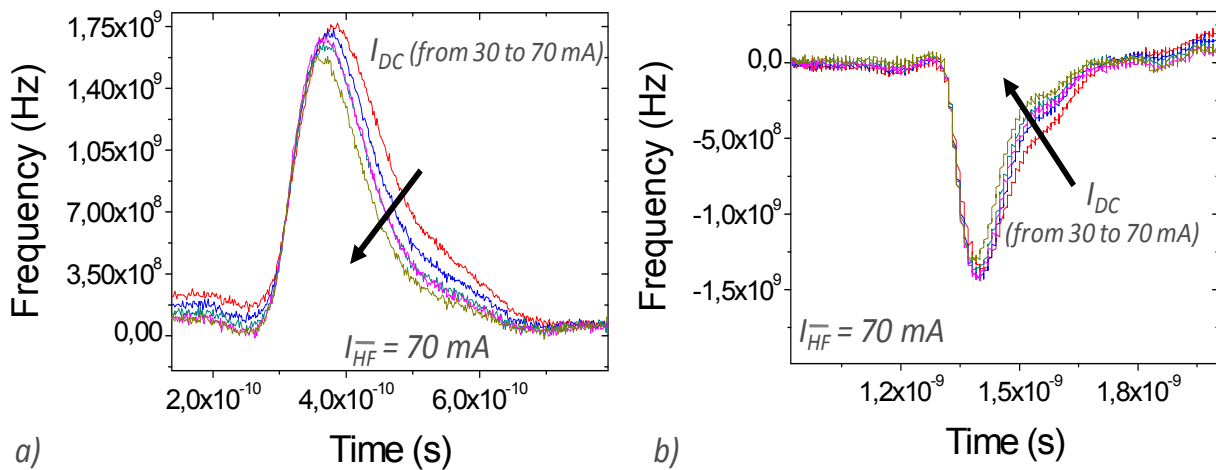 1,75x10⁹
1,40x10⁹
1,05x10⁹
7,00x10⁸
3,50x10⁸
0,00
Frequency (Hz)
I_DC (from 30 to 70 mA)
I_HF = 70 mA
2,0x10⁻¹⁰
4,0x10⁻¹⁰
6,0x10⁻¹⁰
Time (s)
a)
0,0
-5,0x10⁸
-1,0x10⁹
-1,5x10⁹
Frequency (Hz)
I_DC
(from 30 to 70 mA)
I_HF = 70 mA
1,2x10⁻⁹
1,5x10⁻⁹
1,8x10⁻⁹
Time (s)
b)